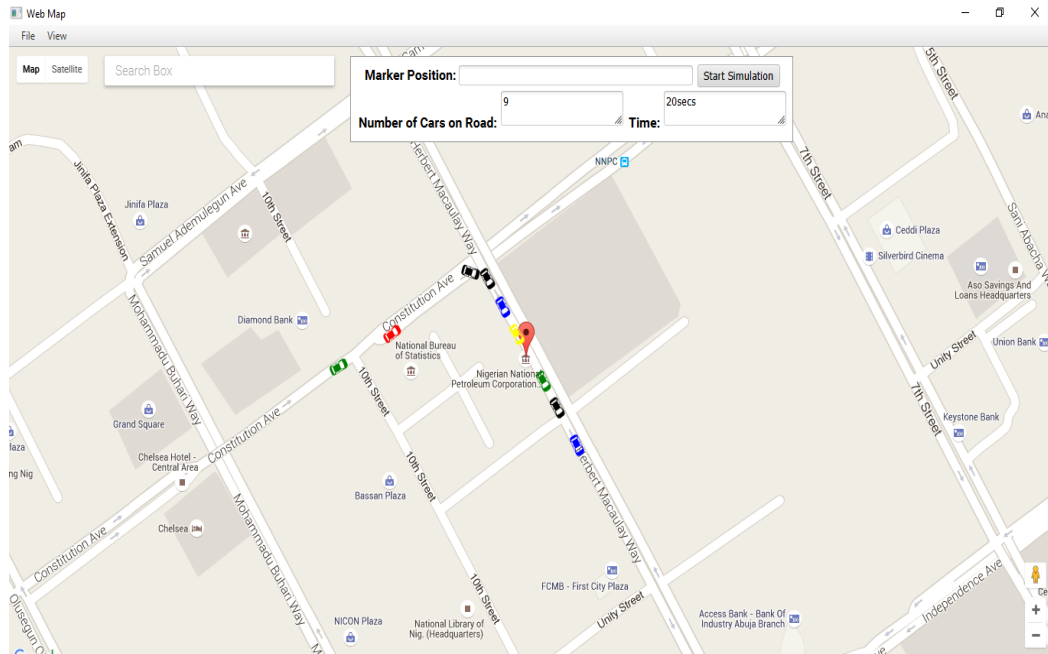 Web Map
File View
Map Satellite
Search Box
Marker Position:
Start Simulation
Number of Cars on Road:
9
Time:
20secs
5th Street
Herbert Macaulay Way
NNPC
7th Street
Jinifa Plaza Extension
Jinifa Plaza
Samuel Ademulegun Ave
10th Street
Sani Abacha
Ceddi Plaza
Silverbird Cinema
Aso Savings And
Loans Headquarters
Constitution Ave
Diamond Bank
National Bureau
of Statistics
Mohammadu Buhari Way
Unity Street
Union Bank
Nigerian National
Petroleum Corporation...
10th Street
7th Street
Grand Square
Keystone Bank
Constitution Ave
Chelsea Hotel -
Central Area
10th Street
Herbert Macaulay Way
Bassan Plaza
Chelsea
Mohammadu Buhari Way
Constitution Ave
FCMB - First City Plaza
10th Street
Independence Ave
Unity Street
NICON Plaza
National Library of
Nig. (Headquarters)
Access Bank - Bank Of
Industry Abuja Branch
Olusegun
+
−